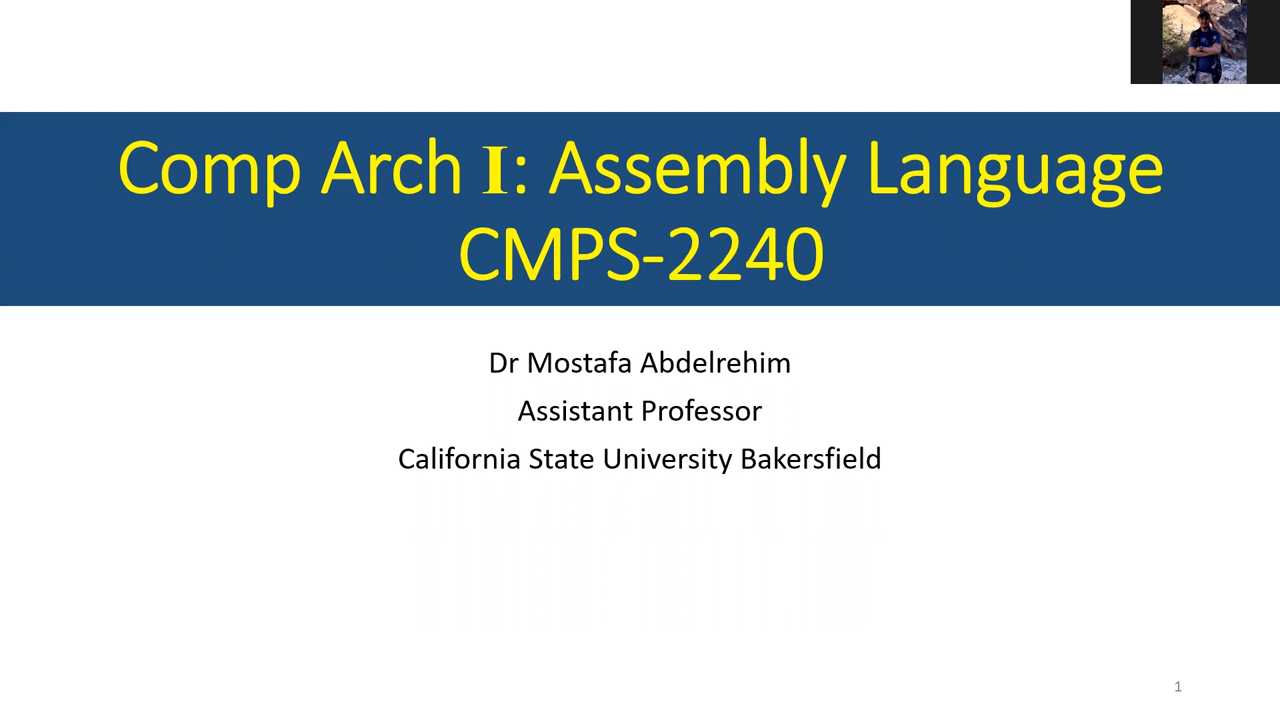 Comp Arch I: Assembly Language
CMPS-2240
Dr Mostafa Abdelrehim
Assistant Professor
California State University Bakersfield
1